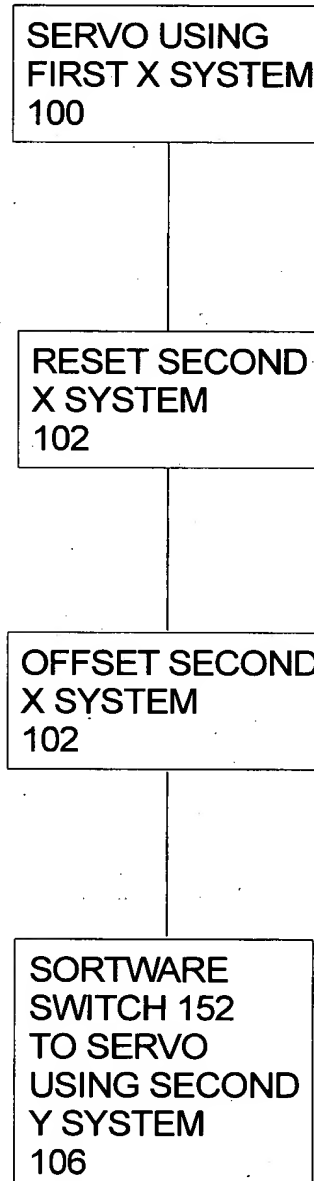 SERVO USING
FIRST X SYSTEM
100
RESET SECOND
X SYSTEM
102
OFFSET SECOND
X SYSTEM
102
SORTWARE
SWITCH 152
TO SERVO
USING SECOND
Y SYSTEM
106